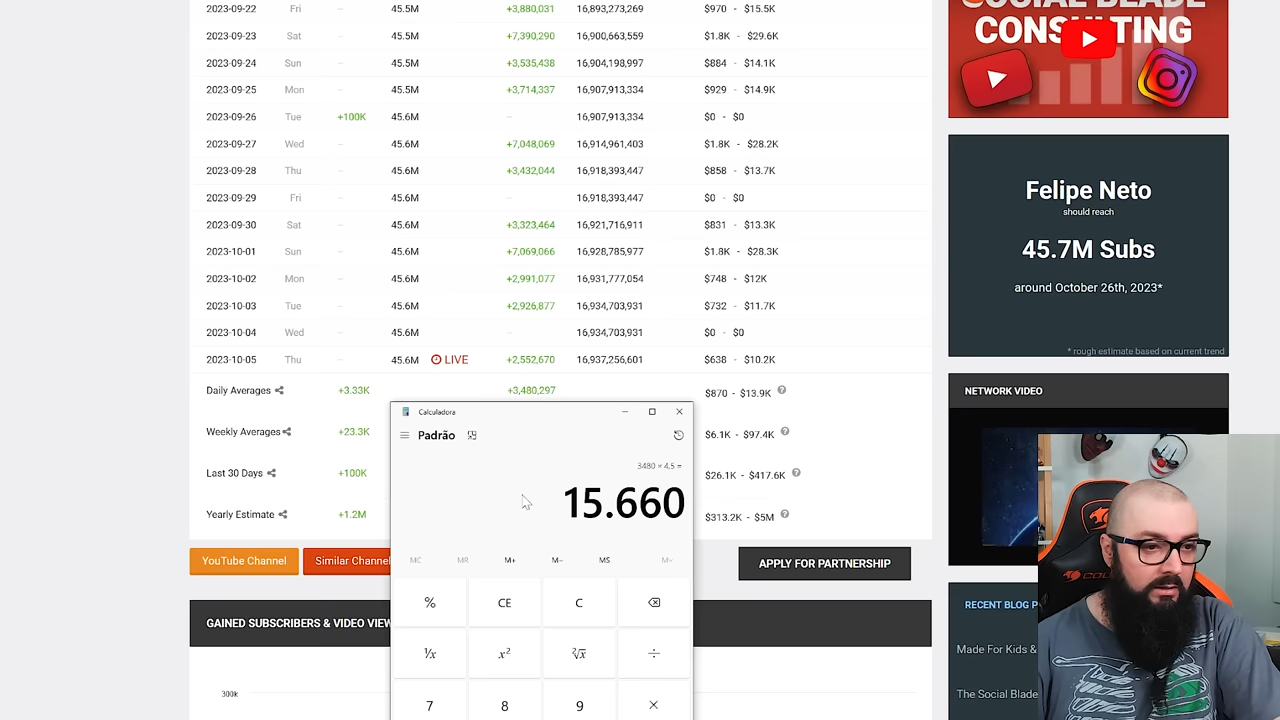 2023-09-22 Fri – 45.5M +3,880,031 16,893,273,269 $970 - $15.5K
2023-09-23 Sat – 45.5M +7,390,290 16,900,663,559 $1.8K - $29.6K
2023-09-24 Sun – 45.5M +3,535,438 16,904,198,997 $884 - $14.1K
2023-09-25 Mon – 45.5M +3,714,337 16,907,913,334 $929 - $14.9K
2023-09-26 Tue +100K 45.6M – 16,907,913,334 $0 - $0
2023-09-27 Wed – 45.6M +7,048,069 16,914,961,403 $1.8K - $28.2K
2023-09-28 Thu – 45.6M +3,432,044 16,918,393,447 $858 - $13.7K
2023-09-29 Fri – 45.6M – 16,918,393,447 $0 - $0
2023-09-30 Sat – 45.6M +3,323,464 16,921,716,911 $831 - $13.3K
2023-10-01 Sun – 45.6M +7,069,066 16,928,785,977 $1.8K - $28.3K
2023-10-02 Mon – 45.6M +2,991,077 16,931,777,054 $748 - $12K
2023-10-03 Tue – 45.6M +2,926,877 16,934,703,931 $732 - $11.7K
2023-10-04 Wed – 45.6M – 16,934,703,931 $0 - $0
2023-10-05 Thu – 45.6M LIVE +2,552,670 16,937,256,601 $638 - $10.2K
Daily Averages +3.33K +3,480,297 $870 - $13.9K
Weekly Averages +23.3K $6.1K - $97.4K
Last 30 Days +100K $26.1K - $417.6K
Yearly Estimate +1.2M $313.2K - $5M
Calculadora
Padrão
3480 × 4,5 =
15.660
MC MR M+ M− MS M˅
% CE C
¹/x x² ²√x ÷
7 8 9 ×
YouTube Channel
Similar Channel
APPLY FOR PARTNERSHIP
GAINED SUBSCRIBERS & VIDEO VIEW
300k
SOCIAL BLADE
CONSULTING
Felipe Neto
should reach
45.7M Subs
around October 26th, 2023*
* rough estimate based on current trend
NETWORK VIDEO
RECENT BLOG P
Made For Kids &
The Social Blade